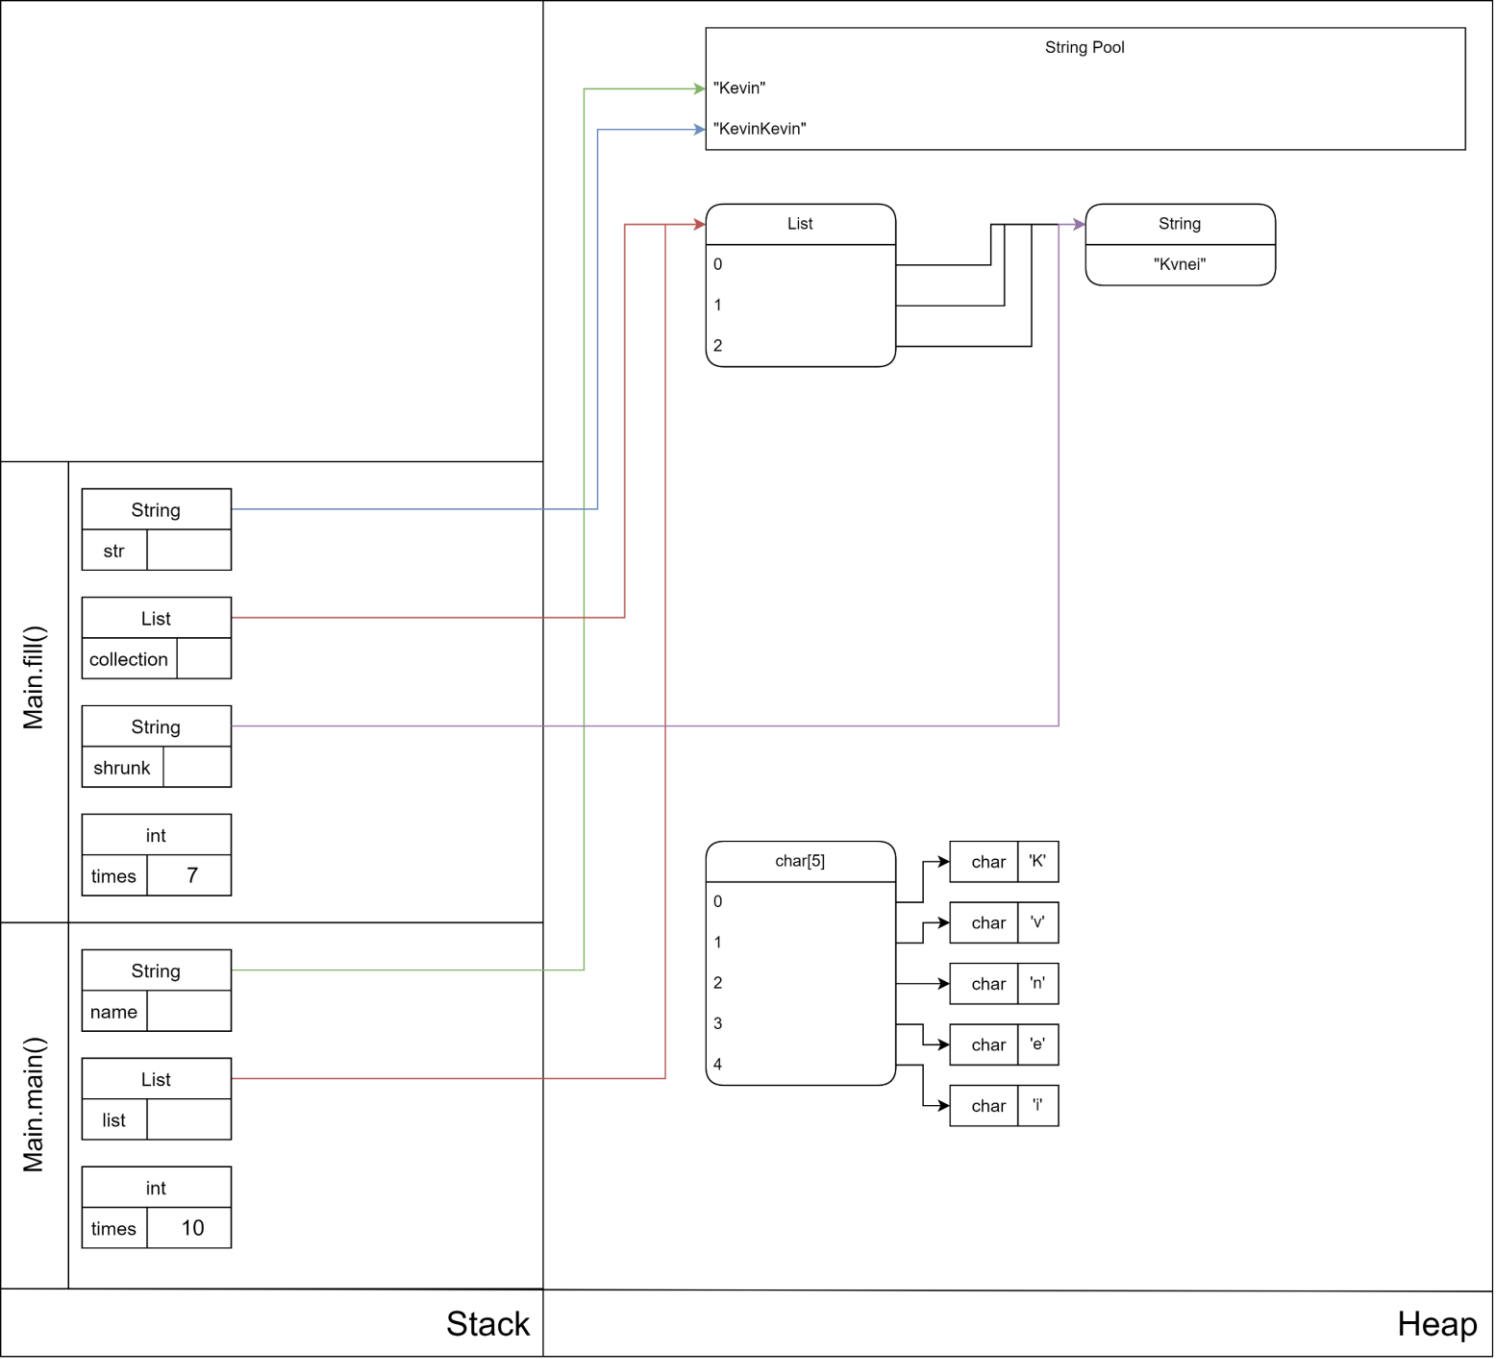 String Pool
"Kevin"
"KevinKevin"
List
0
1
2
String
"Kvnei"
Main.fill()
String
str
List
collection
String
shrunk
int
times 7
char[5]
0
1
2
3
4
char 'K'
char 'v'
char 'n'
char 'e'
char 'i'
Main.main()
String
name
List
list
int
times 10
Stack
Heap